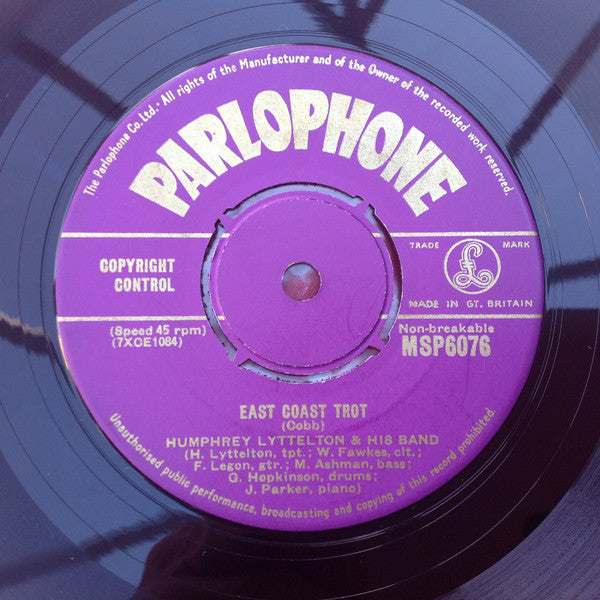 The Parlophone Co. Ltd. · All rights of the Manufacturer and of the Owner of the recorded work reserved.
PARLOPHONE
COPYRIGHT
CONTROL
TRADE MARK
£
MADE IN GT. BRITAIN
(Speed 45 rpm)
(7XCE1084)
Non-breakable
MSP6076
EAST COAST TROT
(Cobb)
HUMPHREY LYTTELTON & HIS BAND
(H. Lyttelton, tpt.; W. Fawkes, clt.;
F. Legon, gtr.; M. Ashman, bass;
G. Hopkinson, drums;
J. Parker, piano)
Unauthorised public performance, broadcasting and copying of this record prohibited.